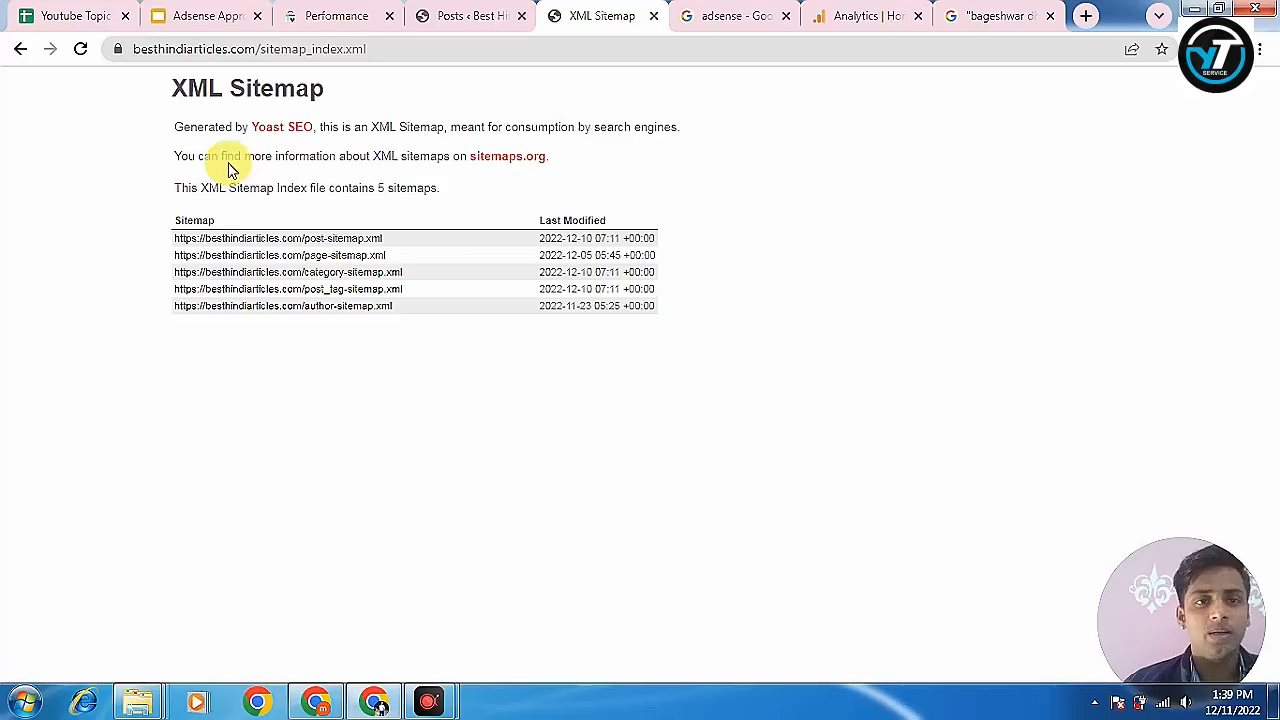 Youtube Topic
Adsense Appr
Performance
Posts ‹ Best H
XML Sitemap
adsense - Go
Analytics | Ho
"bageshwar d
besthindiarticles.com/sitemap_index.xml
YT
SERVICE
XML Sitemap
Generated by Yoast SEO, this is an XML Sitemap, meant for consumption by search engines.
You can find more information about XML sitemaps on sitemaps.org.
This XML Sitemap Index file contains 5 sitemaps.
Sitemap Last Modified
https://besthindiarticles.com/post-sitemap.xml 2022-12-10 07:11 +00:00
https://besthindiarticles.com/page-sitemap.xml 2022-12-05 05:45 +00:00
https://besthindiarticles.com/category-sitemap.xml 2022-12-10 07:11 +00:00
https://besthindiarticles.com/post_tag-sitemap.xml 2022-12-10 07:11 +00:00
https://besthindiarticles.com/author-sitemap.xml 2022-11-23 05:25 +00:00
1:39 PM
12/11/2022